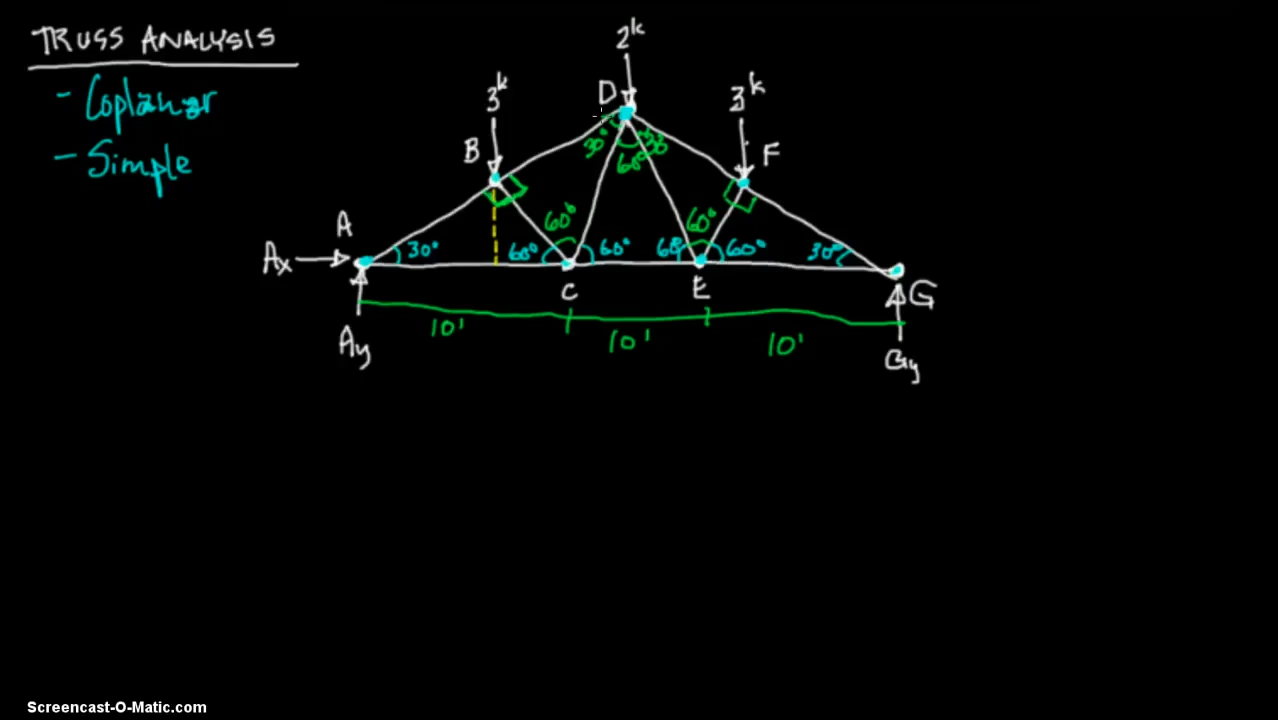 TRUSS ANALYSIS
- Coplanar
- Simple
2k
3k
D
3k
B
F
30°
60°
30°
A
60°
60°
Ax
30°
60°
60°
60°
60°
30°
C
E
G
10'
10'
10'
Ay
Gy
Screencast-O-Matic.com